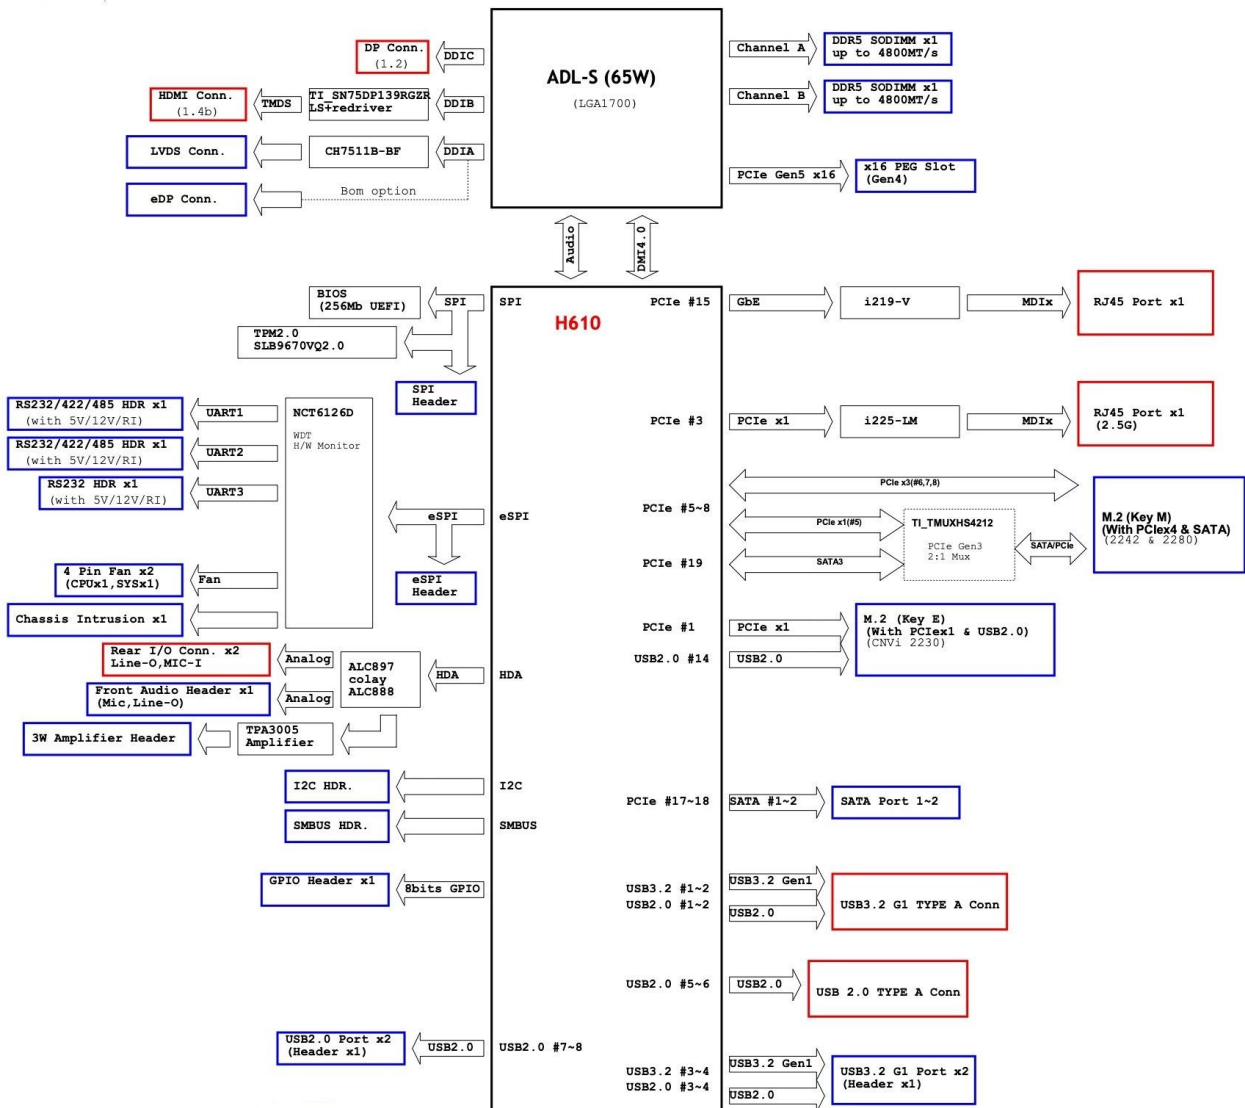 ADL-S (65W)
(LGA1700)
DP Conn.
(1.2)
DDIC
HDMI Conn.
(1.4b)
TMDS
TI_SN75DP139RGZR
LS+redriver
DDIB
LVDS Conn.
CH7511B-BF
DDIA
eDP Conn.
Bom option
Channel A
DDR5 SODIMM x1
up to 4800MT/s
Channel B
DDR5 SODIMM x1
up to 4800MT/s
PCIe Gen5 x16
x16 PEG Slot
(Gen4)
Audio
DMI4.0
H610
BIOS
(256Mb UEFI)
SPI
SPI
TPM2.0
SLB9670VQ2.0
SPI
Header
RS232/422/485 HDR x1
(with 5V/12V/RI)
UART1
RS232/422/485 HDR x1
(with 5V/12V/RI)
UART2
RS232 HDR x1
(with 5V/12V/RI)
UART3
NCT6126D
WDT
H/W Monitor
eSPI
eSPI
eSPI
Header
4 Pin Fan x2
(CPUx1,SYSx1)
Fan
Chassis Intrusion x1
Rear I/O Conn. x2
Line-O,MIC-I
Analog
Front Audio Header x1
(Mic,Line-O)
Analog
ALC897
colay
ALC888
HDA
HDA
3W Amplifier Header
TPA3005
Amplifier
I2C HDR.
I2C
SMBUS HDR.
SMBUS
GPIO Header x1
8bits GPIO
USB2.0 Port x2
(Header x1)
USB2.0
USB2.0 #7~8
PCIe #15
GbE
i219-V
MDIx
RJ45 Port x1
PCIe #3
PCIe x1
i225-LM
MDIx
RJ45 Port x1
(2.5G)
PCIe x3(#6,7,8)
PCIe #5~8
PCIe x1(#5)
TI_TMUXHS4212
PCIe Gen3
2:1 Mux
PCIe #19
SATA3
SATA/PCIe
M.2 (Key M)
(With PCIex4 & SATA)
(2242 & 2280)
PCIe #1
PCIe x1
USB2.0 #14
USB2.0
M.2 (Key E)
(With PCIex1 & USB2.0)
(CNVi 2230)
PCIe #17~18
SATA #1~2
SATA Port 1~2
USB3.2 #1~2
USB2.0 #1~2
USB3.2 Gen1
USB2.0
USB3.2 G1 TYPE A Conn
USB2.0 #5~6
USB2.0
USB 2.0 TYPE A Conn
USB3.2 #3~4
USB2.0 #3~4
USB3.2 Gen1
USB2.0
USB3.2 G1 Port x2
(Header x1)